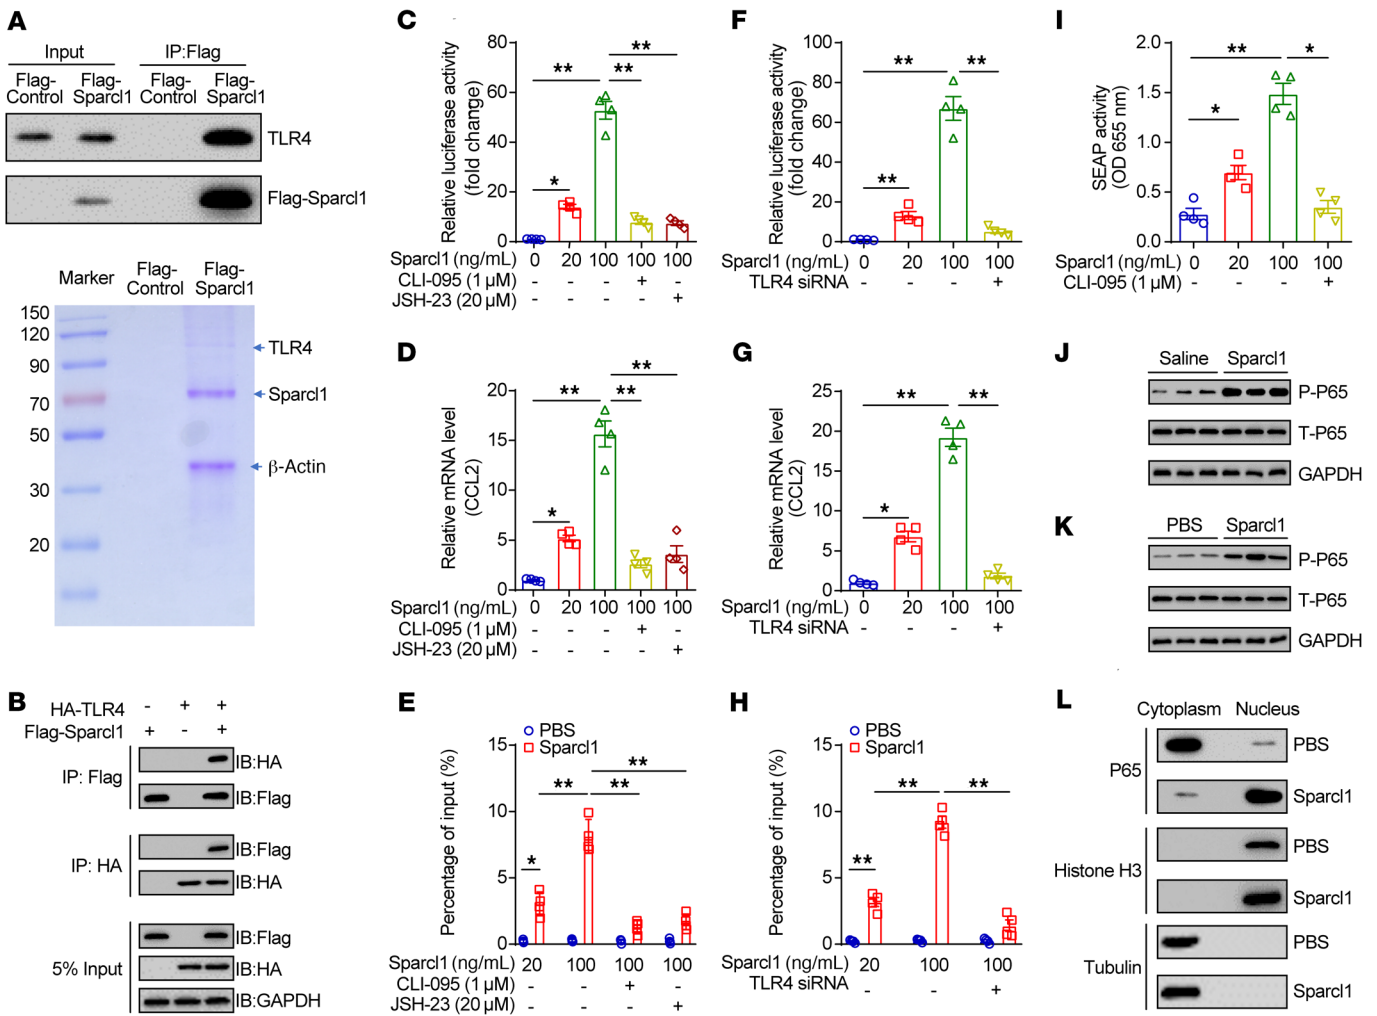 A
Input
IP:Flag
Flag-
Control
Flag-
Sparcl1
Flag-
Control
Flag-
Sparcl1
TLR4
Flag-Sparcl1
Marker
Flag-
Control
Flag-
Sparcl1
150
120
90
70
50
30
20
TLR4
Sparcl1
β-Actin
B
HA-TLR4 - + +
Flag-Sparcl1 + - +
IP: Flag
IB:HA
IB:Flag
IP: HA
IB:Flag
IB:HA
5% Input
IB:Flag
IB:HA
IB:GAPDH
C
Relative luciferase activity
(fold change)
80
60
40
20
0
* ** ** **
Sparcl1 (ng/mL) 0 20 100 100 100
CLI-095 (1 µM) - - - + -
JSH-23 (20 µM) - - - - +
D
Relative mRNA level
(CCL2)
20
15
10
5
0
* ** ** **
Sparcl1 (ng/mL) 0 20 100 100 100
CLI-095 (1 µM) - - - + -
JSH-23 (20 µM) - - - - +
E
PBS
Sparcl1
Percentage of input (%)
15
10
5
0
* ** ** **
Sparcl1 (ng/mL) 20 100 100 100
CLI-095 (1 µM) - - + -
JSH-23 (20 µM) - - - +
F
Relative luciferase activity
(fold change)
100
80
60
40
20
0
** ** **
Sparcl1 (ng/mL) 0 20 100 100
TLR4 siRNA - - - +
G
Relative mRNA level
(CCL2)
25
20
15
10
5
0
* ** **
Sparcl1 (ng/mL) 0 20 100 100
TLR4 siRNA - - - +
H
PBS
Sparcl1
Percentage of input (%)
15
10
5
0
** ** **
Sparcl1 (ng/mL) 20 100 100
TLR4 siRNA - - +
I
SEAP activity
(OD 655 nm)
2.0
1.5
1.0
0.5
0.0
* ** *
Sparcl1 (ng/mL) 0 20 100 100
CLI-095 (1 µM) - - - +
J
Saline Sparcl1
P-P65
T-P65
GAPDH
K
PBS Sparcl1
P-P65
T-P65
GAPDH
L
Cytoplasm Nucleus
P65
PBS
Sparcl1
Histone H3
PBS
Sparcl1
Tubulin
PBS
Sparcl1